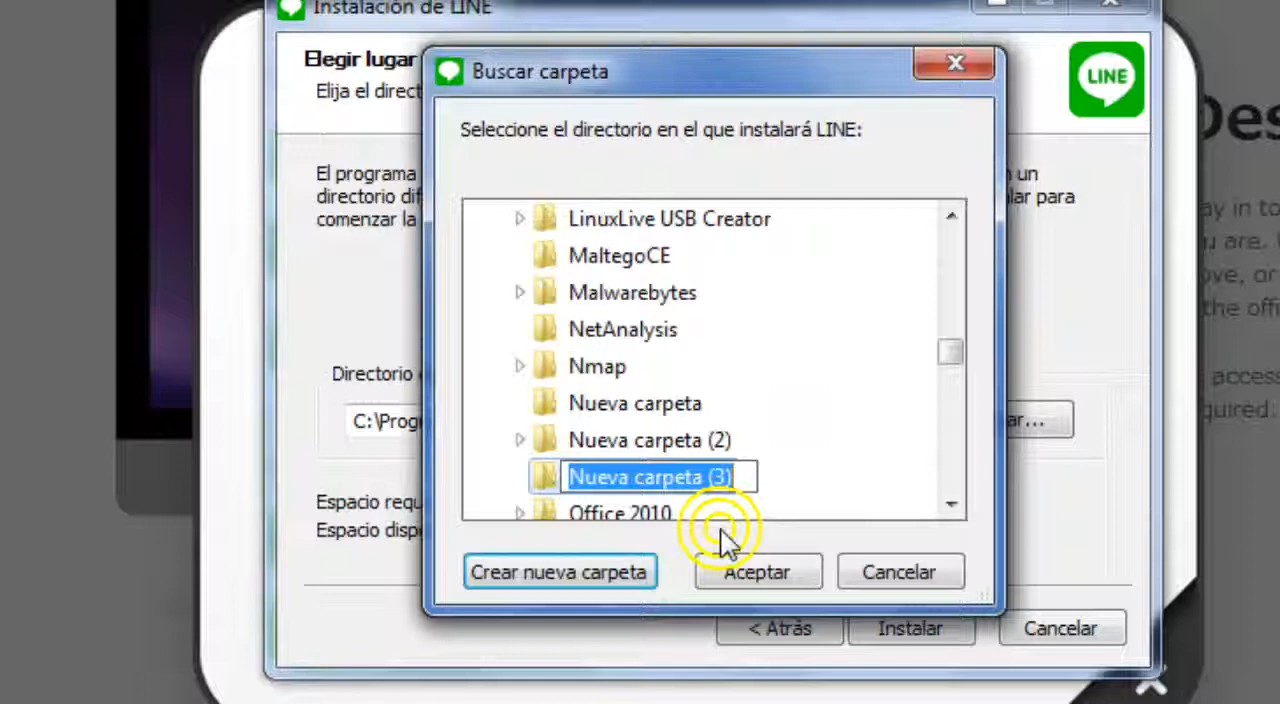 Instalación de LINE
Elegir lugar
Elija el direct
LINE
Buscar carpeta
Seleccione el directorio en el que instalará LINE:
El programa
un
directorio dif
lar para
comenzar la
LinuxLive USB Creator
MaltegoCE
Malwarebytes
NetAnalysis
Nmap
Nueva carpeta
Nueva carpeta (2)
Nueva carpeta (3)
Office 2010
Directorio
C:\Prog
ar...
Espacio requ
Espacio disp
Crear nueva carpeta
Aceptar
Cancelar
< Atrás
Instalar
Cancelar
Des
ay in to
u are.
ove, or
the offi
access
quired.